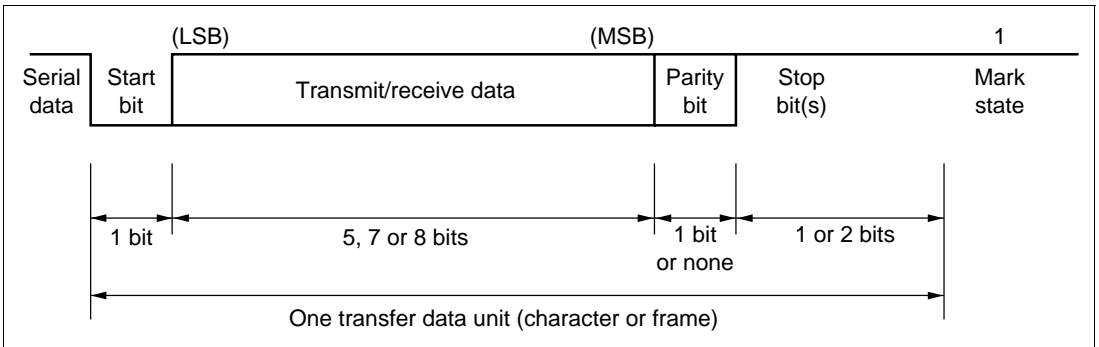 (LSB) (MSB) 1
Serial data
Start bit
Transmit/receive data
Parity bit
Stop bit(s)
Mark state
1 bit
5, 7 or 8 bits
1 bit or none
1 or 2 bits
One transfer data unit (character or frame)